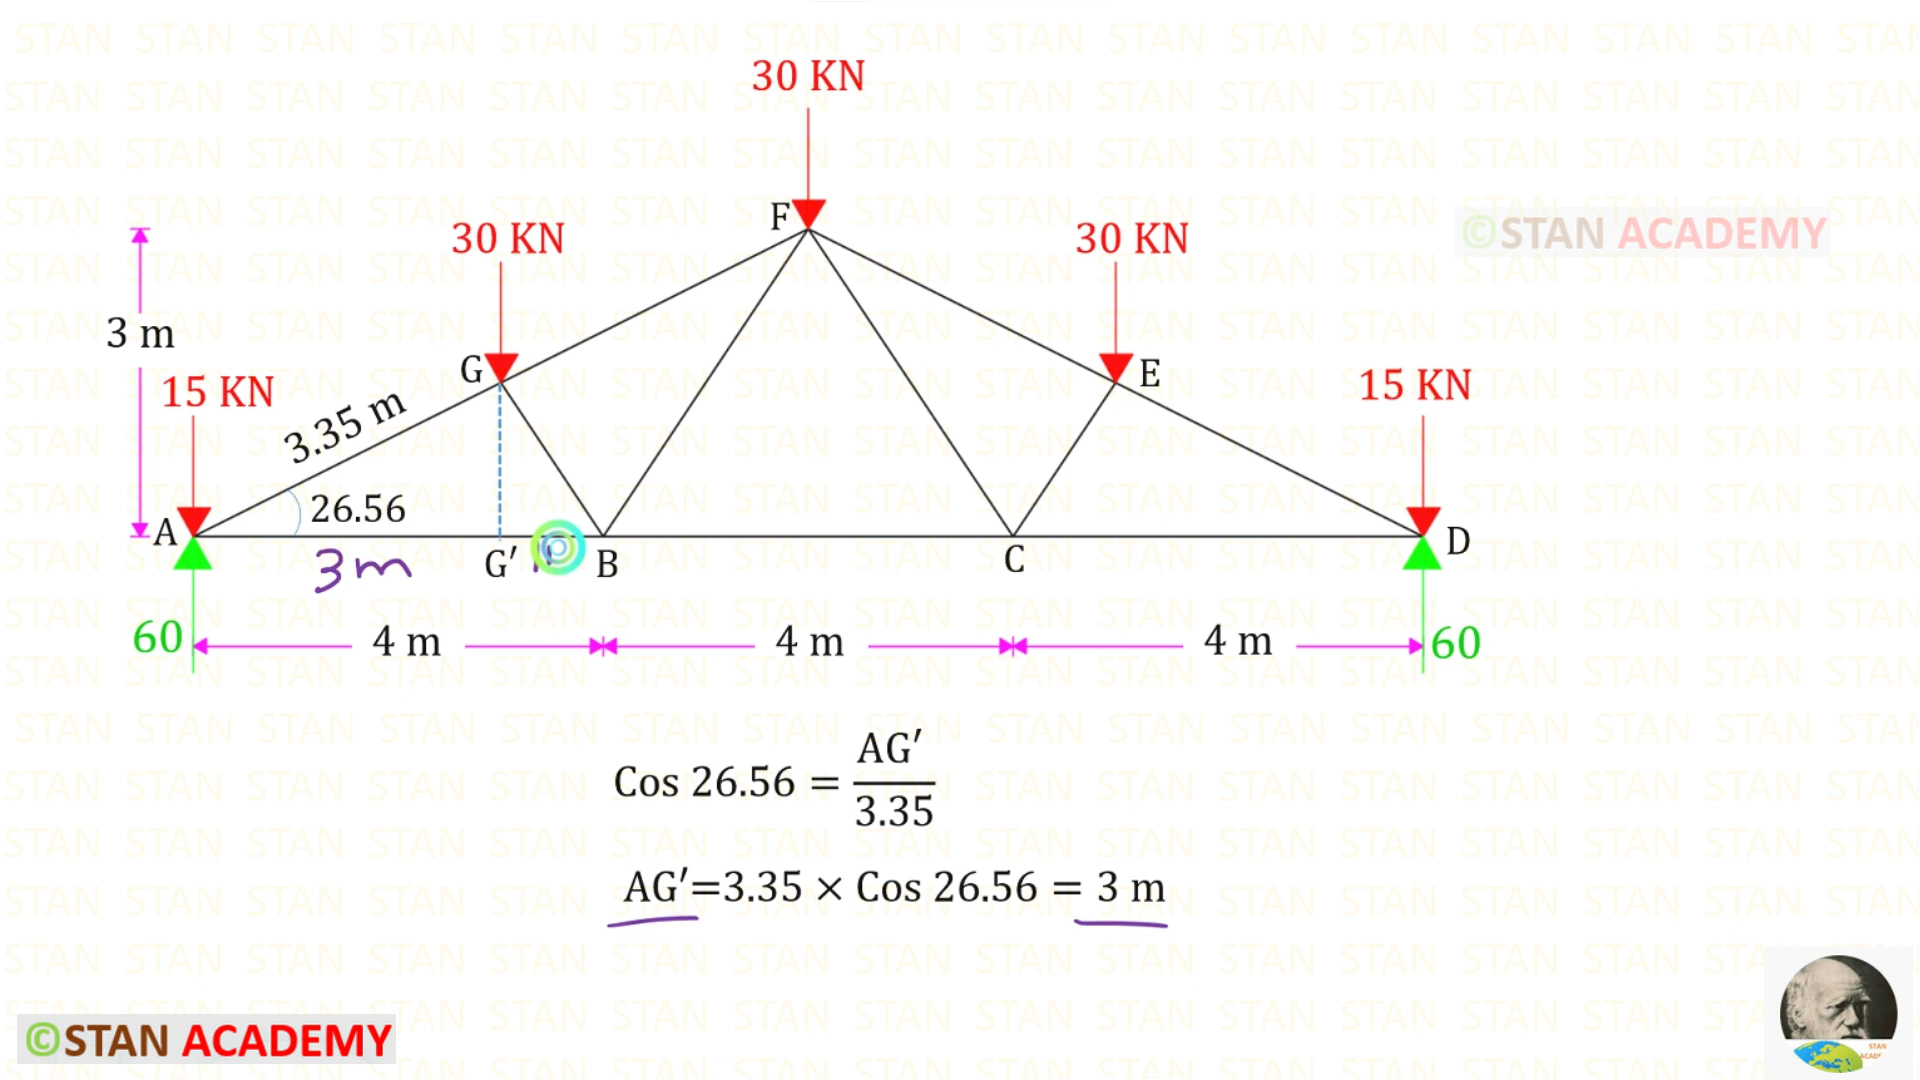 30 KN
F
30 KN
30 KN
©STAN ACADEMY
3 m
G
E
15 KN
15 KN
3.35 m
26.56
A
D
3m
G′
B
C
60
4 m
4 m
4 m
60
Cos 26.56 = AG′/3.35
AG′=3.35 × Cos 26.56 = 3 m
©STAN ACADEMY
STAN